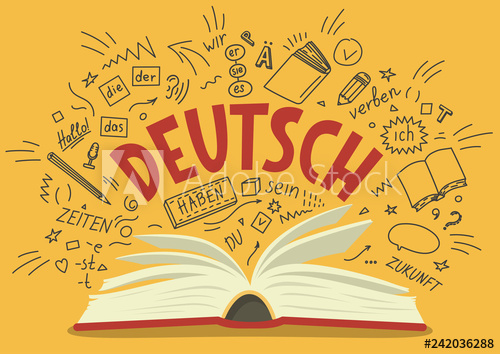 wir
er
sie
es
Ä
die
der
verben
T
Hallo!
das
ich
DEUTSCH
HABEN
sein
ZEITEN
DU
-e
-st
-t
?
ZUKUNFT
Adobe Stock
#242036288